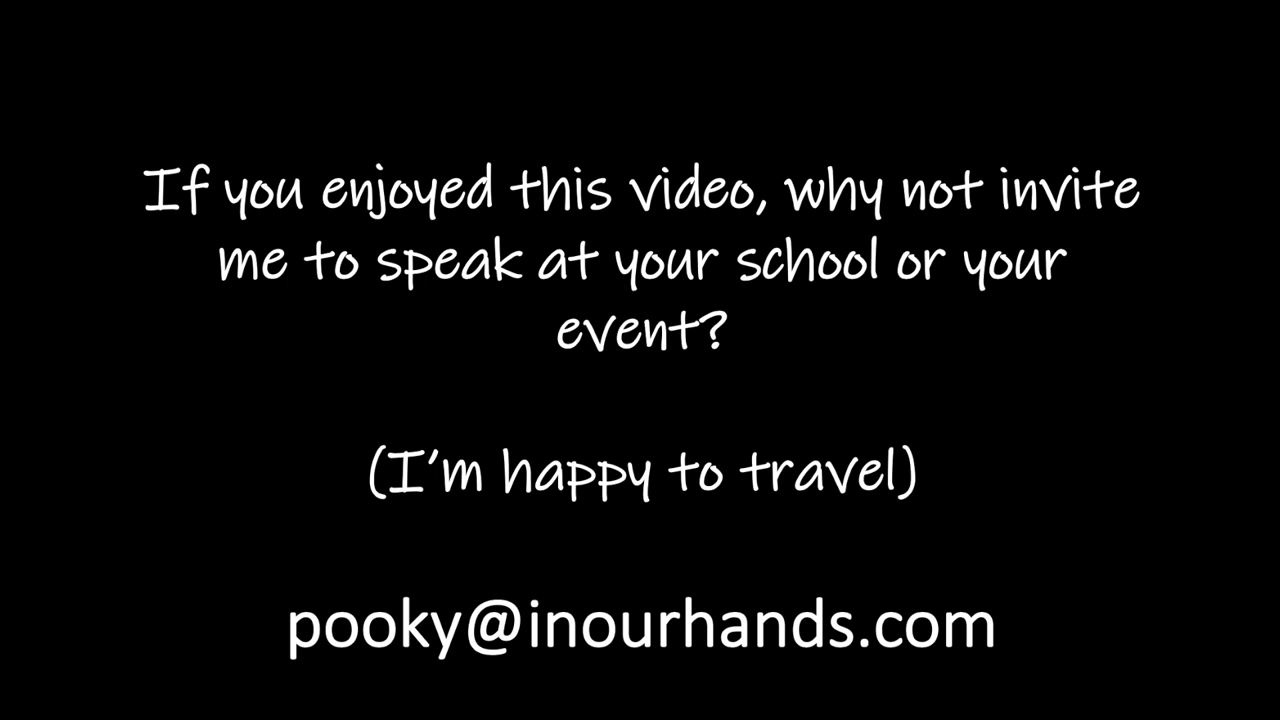 If you enjoyed this video, why not invite
me to speak at your school or your
event?
(I'm happy to travel)
pooky@inourhands.com